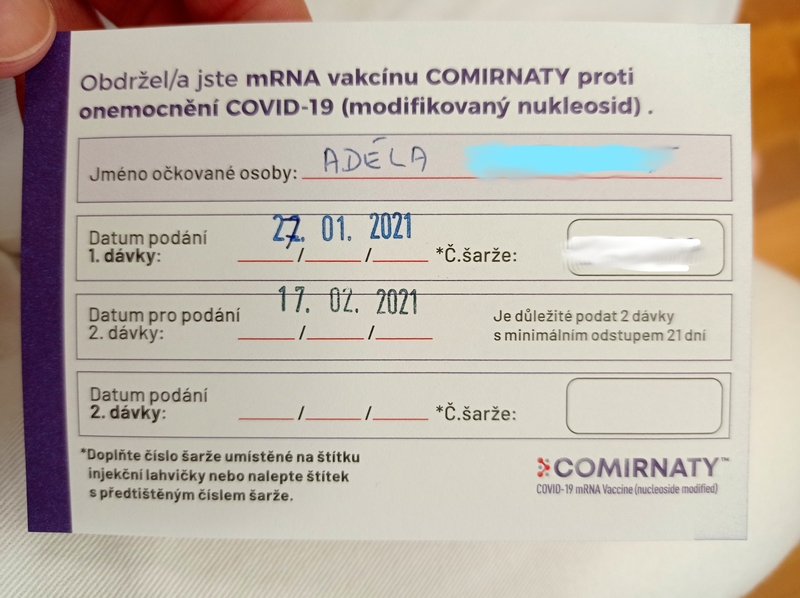 Obdržel/a jste mRNA vakcínu COMIRNATY proti
onemocnění COVID-19 (modifikovaný nukleosid) .
Jméno očkované osoby: ADÉLA
Datum podání
1. dávky: 27. 01. 2021 / / *Č.šarže:
Datum pro podání
2. dávky: 17. 02. 2021 / /
Je důležité podat 2 dávky
s minimálním odstupem 21 dní
Datum podání
2. dávky: / / *Č.šarže:
*Doplňte číslo šarže umístěné na štítku
injekční lahvičky nebo nalepte štítek
s předtištěným číslem šarže.
COMIRNATY™
COVID-19 mRNA Vaccine (nucleoside modified)